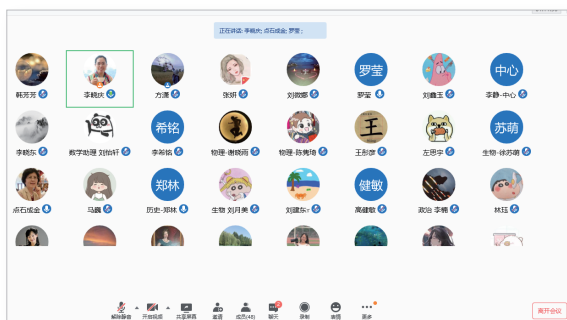 正在讲话: 李晓庆; 点石成金; 罗莹;
罗莹
中心
韩芳芳
李晓庆
方潇
张妍
刘微娜
罗莹
刘鑫玉
李静-中心
希铭
王
苏萌
李晓东
数学助理 刘怡轩
李希铭
物理-谢晓雨
物理-陈隽琦
王彤彦
左思宇
生物-徐苏萌
郑林
健敏
点石成金
马巍
历史-郑林
生物 刘月美
刘建东
高健敏
政治 李楠
林珏
解除静音
开启视频
共享屏幕
邀请
成员(48)
聊天
录制
表情
更多
离开会议